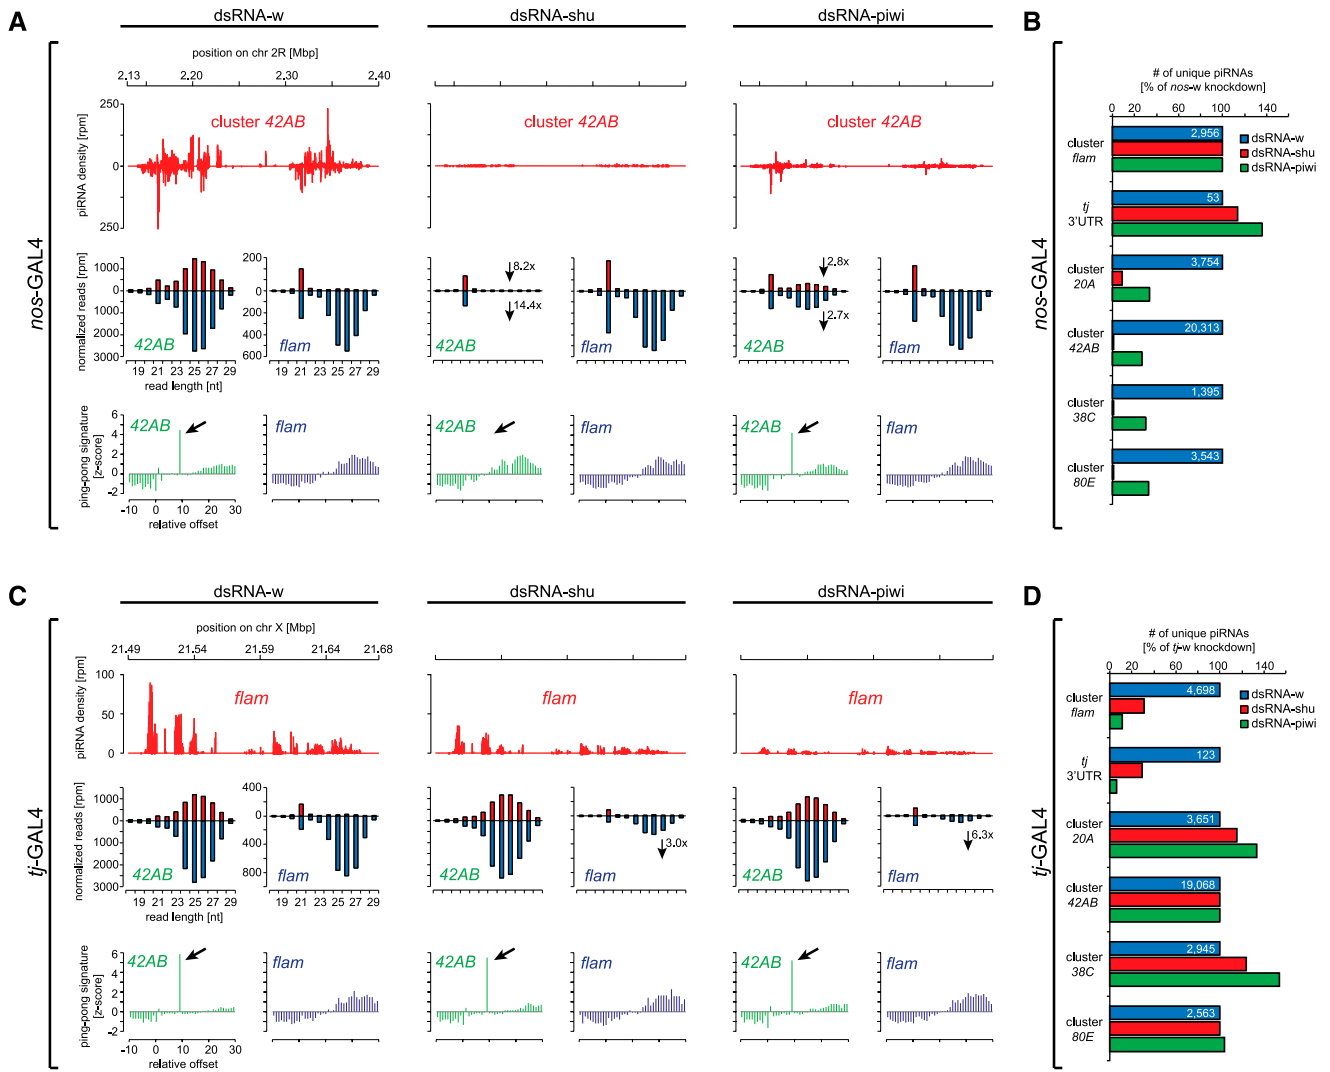 A
dsRNA-w
dsRNA-shu
dsRNA-piwi
nos-GAL4
position on chr 2R [Mbp]
2.13 2.20 2.30 2.40
piRNA density [rpm]
250
0
250
cluster 42AB
cluster 42AB
cluster 42AB
normalized reads [rpm]
1000
0
1000
2000
3000
42AB
19 21 23 25 27 29
read length [nt]
200
0
200
400
600
flam
19 21 23 25 27 29
8.2x
14.4x
42AB
flam
2.8x
2.7x
42AB
flam
ping-pong signature
[z-score]
6
4
2
0
-2
42AB
-10 0 10 20 30
relative offset
flam
42AB
flam
42AB
flam
B
nos-GAL4
# of unique piRNAs
[% of nos-w knockdown]
0 20 60 100 140
dsRNA-w
dsRNA-shu
dsRNA-piwi
cluster
flam
2,956
tj
3'UTR
53
cluster
20A
3,754
cluster
42AB
20,313
cluster
38C
1,395
cluster
80E
3,543
C
dsRNA-w
dsRNA-shu
dsRNA-piwi
tj-GAL4
position on chr X [Mbp]
21.49 21.54 21.59 21.64 21.68
piRNA density [rpm]
100
50
0
flam
flam
flam
normalized reads [rpm]
1000
0
1000
2000
3000
42AB
19 21 23 25 27 29
read length [nt]
400
0
400
800
flam
19 21 23 25 27 29
42AB
3.0x
flam
42AB
6.3x
flam
ping-pong signature
[z-score]
6
4
2
0
-2
42AB
-10 0 10 20 30
relative offset
flam
42AB
flam
42AB
flam
D
tj-GAL4
# of unique piRNAs
[% of tj-w knockdown]
0 20 60 100 140
dsRNA-w
dsRNA-shu
dsRNA-piwi
cluster
flam
4,698
tj
3'UTR
123
cluster
20A
3,651
cluster
42AB
19,068
cluster
38C
2,945
cluster
80E
2,563